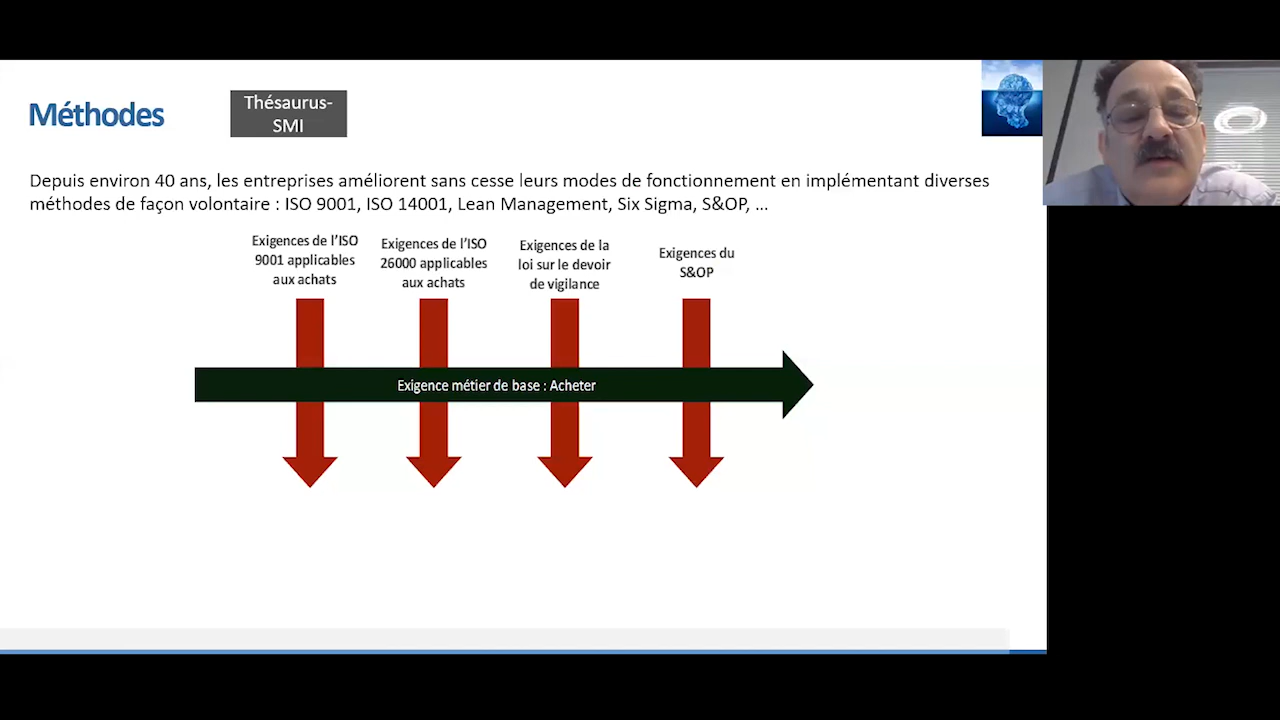 Méthodes
Thésaurus-
SMI
Depuis environ 40 ans, les entreprises améliorent sans cesse leurs modes de fonctionnement en implémentant diverses
méthodes de façon volontaire : ISO 9001, ISO 14001, Lean Management, Six Sigma, S&OP, ...
Exigences de l’ISO
9001 applicables
aux achats
Exigences de l’ISO
26000 applicables
aux achats
Exigences de la
loi sur le devoir
de vigilance
Exigences du
S&OP
Exigence métier de base : Acheter